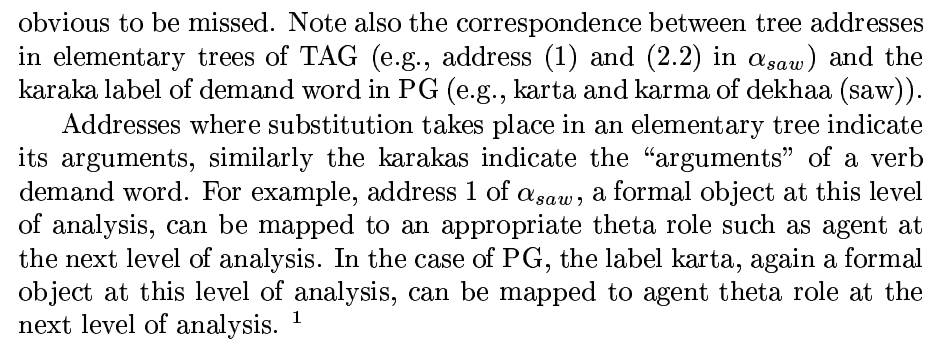 obvious to be missed. Note also the correspondence between tree addresses
in elementary trees of TAG (e.g., address (1) and (2.2) in α_saw) and the
karaka label of demand word in PG (e.g., karta and karma of dekhaa (saw)).
Addresses where substitution takes place in an elementary tree indicate
its arguments, similarly the karakas indicate the “arguments” of a verb
demand word. For example, address 1 of α_saw, a formal object at this level
of analysis, can be mapped to an appropriate theta role such as agent at
the next level of analysis. In the case of PG, the label karta, again a formal
object at this level of analysis, can be mapped to agent theta role at the
next level of analysis. 1